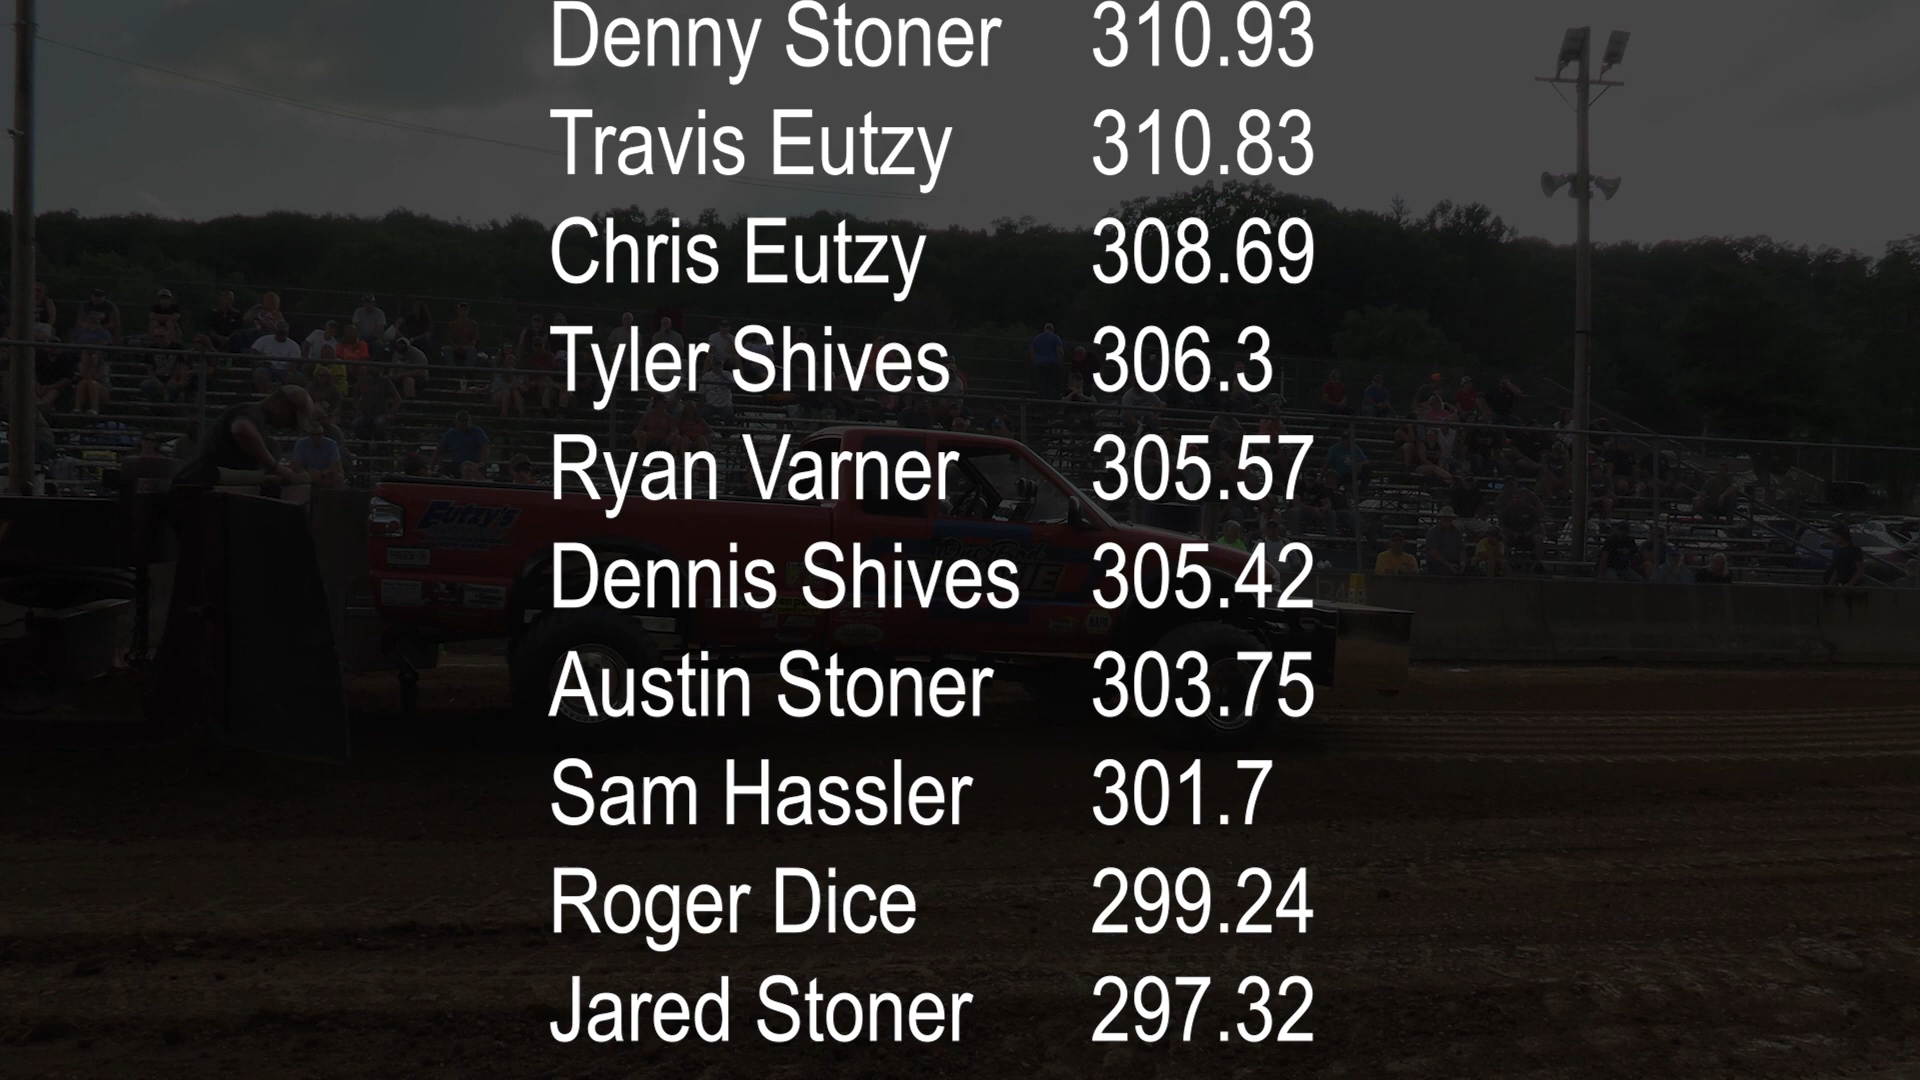 Denny Stoner 310.93
Travis Eutzy 310.83
Chris Eutzy 308.69
Tyler Shives 306.3
Ryan Varner 305.57
Dennis Shives 305.42
Austin Stoner 303.75
Sam Hassler 301.7
Roger Dice 299.24
Jared Stoner 297.32
Eutzy's